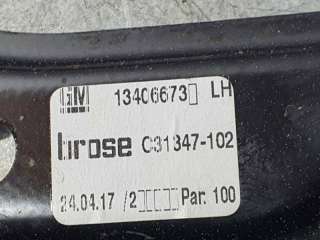 GM 13406673 LH
brose C31347-102
24.04.17 /2 Par. 100